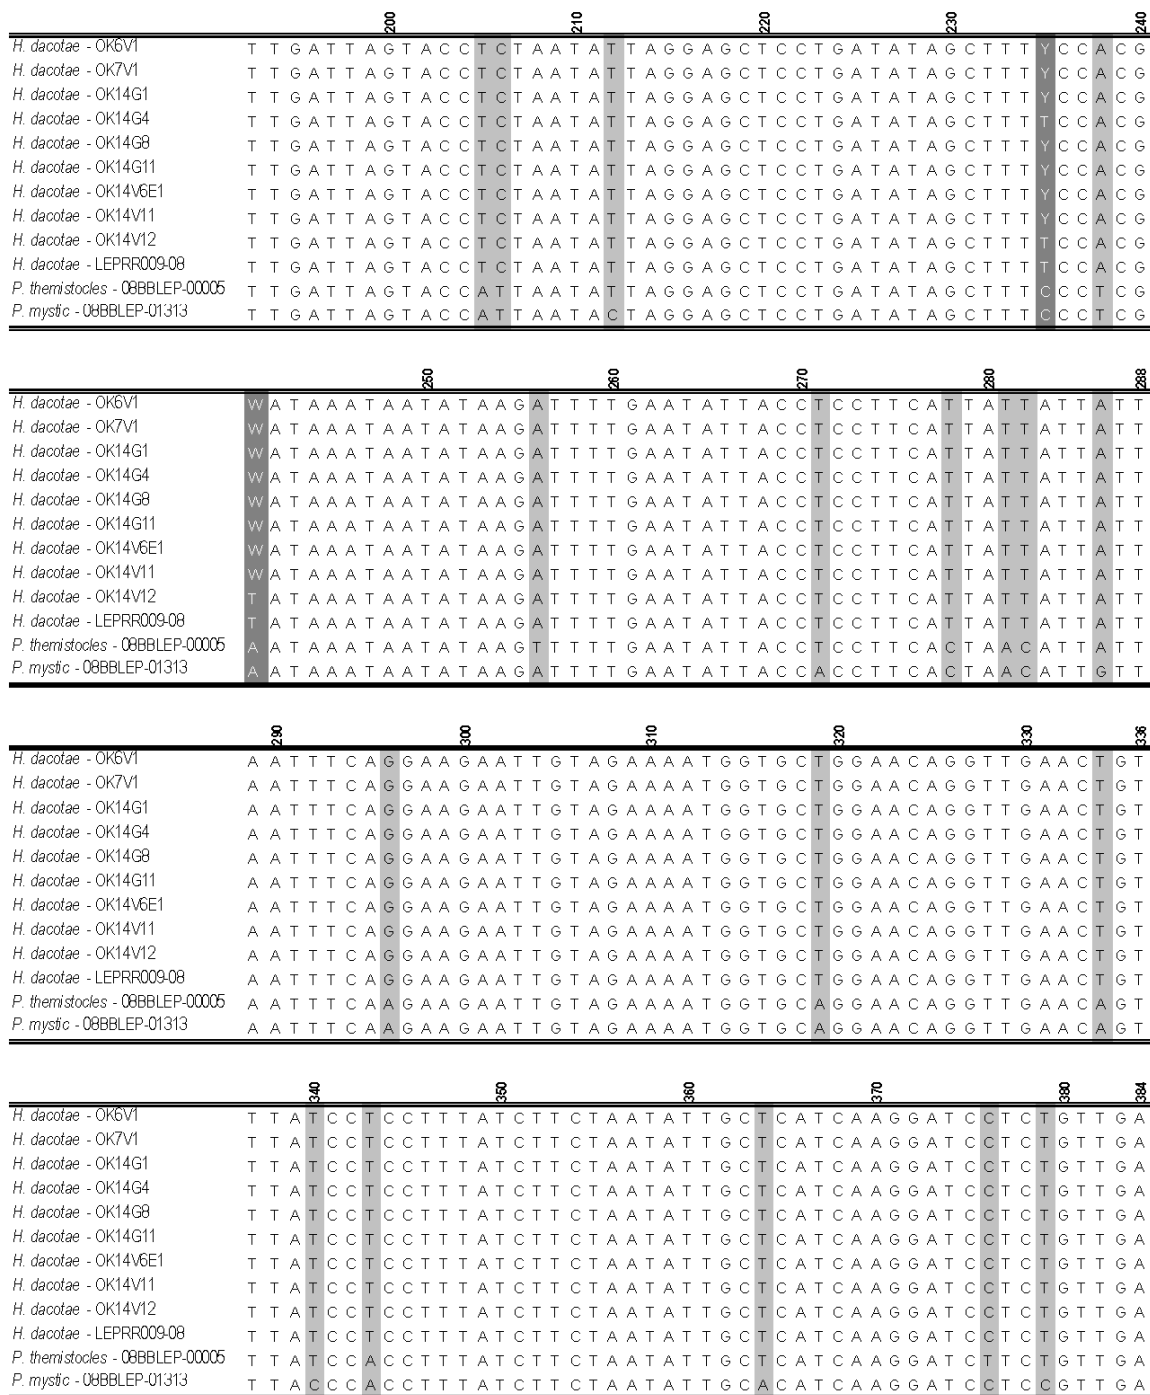 200 210 220 230 240
H. dacotae - OK6V1 T T G A T T A G T A C C T C T A A T A T T A G G A G C T C C T G A T A T A G C T T T Y C C A C G
H. dacotae - OK7V1 T T G A T T A G T A C C T C T A A T A T T A G G A G C T C C T G A T A T A G C T T T Y C C A C G
H. dacotae - OK14G1 T T G A T T A G T A C C T C T A A T A T T A G G A G C T C C T G A T A T A G C T T T Y C C A C G
H. dacotae - OK14G4 T T G A T T A G T A C C T C T A A T A T T A G G A G C T C C T G A T A T A G C T T T T C C A C G
H. dacotae - OK14G8 T T G A T T A G T A C C T C T A A T A T T A G G A G C T C C T G A T A T A G C T T T Y C C A C G
H. dacotae - OK14G11 T T G A T T A G T A C C T C T A A T A T T A G G A G C T C C T G A T A T A G C T T T Y C C A C G
H. dacotae - OK14V6E1 T T G A T T A G T A C C T C T A A T A T T A G G A G C T C C T G A T A T A G C T T T Y C C A C G
H. dacotae - OK14V11 T T G A T T A G T A C C T C T A A T A T T A G G A G C T C C T G A T A T A G C T T T Y C C A C G
H. dacotae - OK14V12 T T G A T T A G T A C C T C T A A T A T T A G G A G C T C C T G A T A T A G C T T T T C C A C G
H. dacotae - LEPRR009-08 T T G A T T A G T A C C T C T A A T A T T A G G A G C T C C T G A T A T A G C T T T T C C A C G
P. themistocles - 08BBLEP-00005 T T G A T T A G T A C C A T T A A T A T T A G G A G C T C C T G A T A T A G C T T T C C C T C G
P. mystic - 08BBLEP-01313 T T G A T T A G T A C C A T T A A T A C T A G G A G C T C C T G A T A T A G C T T T C C C T C G
250 260 270 280 288
H. dacotae - OK6V1 W A T A A A T A A T A T A A G A T T T T G A A T A T T A C C T C C T T C A T T A T T A T T A T T
H. dacotae - OK7V1 W A T A A A T A A T A T A A G A T T T T G A A T A T T A C C T C C T T C A T T A T T A T T A T T
H. dacotae - OK14G1 W A T A A A T A A T A T A A G A T T T T G A A T A T T A C C T C C T T C A T T A T T A T T A T T
H. dacotae - OK14G4 W A T A A A T A A T A T A A G A T T T T G A A T A T T A C C T C C T T C A T T A T T A T T A T T
H. dacotae - OK14G8 W A T A A A T A A T A T A A G A T T T T G A A T A T T A C C T C C T T C A T T A T T A T T A T T
H. dacotae - OK14G11 W A T A A A T A A T A T A A G A T T T T G A A T A T T A C C T C C T T C A T T A T T A T T A T T
H. dacotae - OK14V6E1 W A T A A A T A A T A T A A G A T T T T G A A T A T T A C C T C C T T C A T T A T T A T T A T T
H. dacotae - OK14V11 W A T A A A T A A T A T A A G A T T T T G A A T A T T A C C T C C T T C A T T A T T A T T A T T
H. dacotae - OK14V12 T A T A A A T A A T A T A A G A T T T T G A A T A T T A C C T C C T T C A T T A T T A T T A T T
H. dacotae - LEPRR009-08 T A T A A A T A A T A T A A G A T T T T G A A T A T T A C C T C C T T C A T T A T T A T T A T T
P. themistocles - 08BBLEP-00005 A A T A A A T A A T A T A A G T T T T T G A A T A T T A C C T C C T T C A C T A A C A T T A T T
P. mystic - 08BBLEP-01313 A A T A A A T A A T A T A A G A T T T T G A A T A T T A C C A C C T T C A C T A A C A T T G T T
290 300 310 320 330 336
H. dacotae - OK6V1 A A T T T C A G G A A G A A T T G T A G A A A A T G G T G C T G G A A C A G G T T G A A C T G T
H. dacotae - OK7V1 A A T T T C A G G A A G A A T T G T A G A A A A T G G T G C T G G A A C A G G T T G A A C T G T
H. dacotae - OK14G1 A A T T T C A G G A A G A A T T G T A G A A A A T G G T G C T G G A A C A G G T T G A A C T G T
H. dacotae - OK14G4 A A T T T C A G G A A G A A T T G T A G A A A A T G G T G C T G G A A C A G G T T G A A C T G T
H. dacotae - OK14G8 A A T T T C A G G A A G A A T T G T A G A A A A T G G T G C T G G A A C A G G T T G A A C T G T
H. dacotae - OK14G11 A A T T T C A G G A A G A A T T G T A G A A A A T G G T G C T G G A A C A G G T T G A A C T G T
H. dacotae - OK14V6E1 A A T T T C A G G A A G A A T T G T A G A A A A T G G T G C T G G A A C A G G T T G A A C T G T
H. dacotae - OK14V11 A A T T T C A G G A A G A A T T G T A G A A A A T G G T G C T G G A A C A G G T T G A A C T G T
H. dacotae - OK14V12 A A T T T C A G G A A G A A T T G T A G A A A A T G G T G C T G G A A C A G G T T G A A C T G T
H. dacotae - LEPRR009-08 A A T T T C A G G A A G A A T T G T A G A A A A T G G T G C T G G A A C A G G T T G A A C T G T
P. themistocles - 08BBLEP-00005 A A T T T C A A G A A G A A T T G T A G A A A A T G G T G C A G G A A C A G G T T G A A C A G T
P. mystic - 08BBLEP-01313 A A T T T C A A G A A G A A T T G T A G A A A A T G G T G C A G G A A C A G G T T G A A C A G T
340 350 360 370 380 384
H. dacotae - OK6V1 T T A T C C T C C T T T A T C T T C T A A T A T T G C T C A T C A A G G A T C C T C T G T T G A
H. dacotae - OK7V1 T T A T C C T C C T T T A T C T T C T A A T A T T G C T C A T C A A G G A T C C T C T G T T G A
H. dacotae - OK14G1 T T A T C C T C C T T T A T C T T C T A A T A T T G C T C A T C A A G G A T C C T C T G T T G A
H. dacotae - OK14G4 T T A T C C T C C T T T A T C T T C T A A T A T T G C T C A T C A A G G A T C C T C T G T T G A
H. dacotae - OK14G8 T T A T C C T C C T T T A T C T T C T A A T A T T G C T C A T C A A G G A T C C T C T G T T G A
H. dacotae - OK14G11 T T A T C C T C C T T T A T C T T C T A A T A T T G C T C A T C A A G G A T C C T C T G T T G A
H. dacotae - OK14V6E1 T T A T C C T C C T T T A T C T T C T A A T A T T G C T C A T C A A G G A T C C T C T G T T G A
H. dacotae - OK14V11 T T A T C C T C C T T T A T C T T C T A A T A T T G C T C A T C A A G G A T C C T C T G T T G A
H. dacotae - OK14V12 T T A T C C T C C T T T A T C T T C T A A T A T T G C T C A T C A A G G A T C C T C T G T T G A
H. dacotae - LEPRR009-08 T T A T C C T C C T T T A T C T T C T A A T A T T G C T C A T C A A G G A T C C T C T G T T G A
P. themistocles - 08BBLEP-00005 T T A T C C A C C T T T A T C T T C T A A T A T T G C T C A T C A A G G A T C T T C T G T T G A
P. mystic - 08BBLEP-01313 T T A C C C A C C T T T A T C T T C T A A T A T T G C A C A T C A A G G A T C C T C C G T T G A